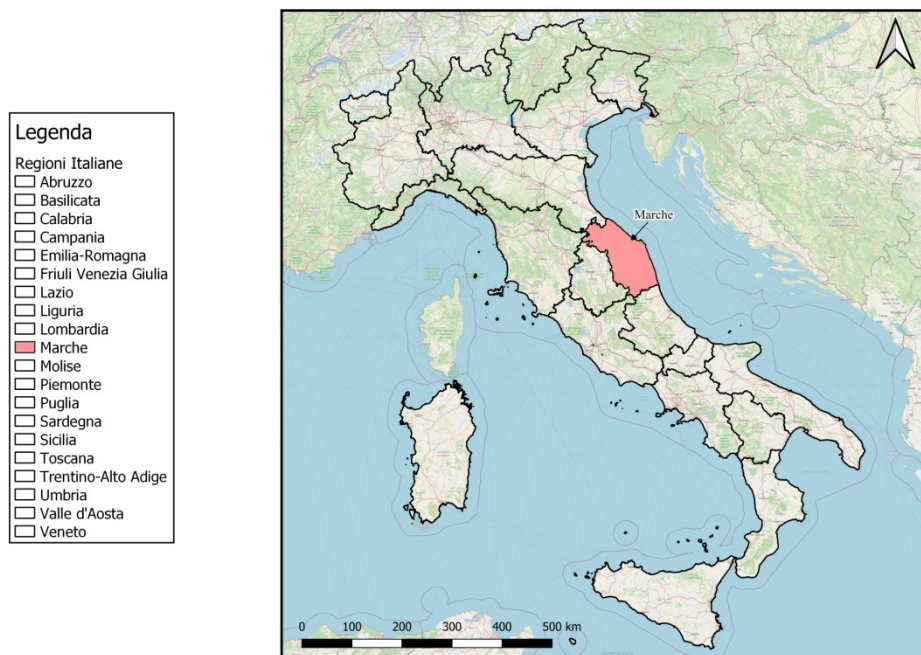 Legenda
Regioni Italiane
Abruzzo
Basilicata
Calabria
Campania
Emilia-Romagna
Friuli Venezia Giulia
Lazio
Liguria
Lombardia
Marche
Molise
Piemonte
Puglia
Sardegna
Sicilia
Toscana
Trentino-Alto Adige
Umbria
Valle d'Aosta
Veneto
Marche
0 100 200 300 400 500 km